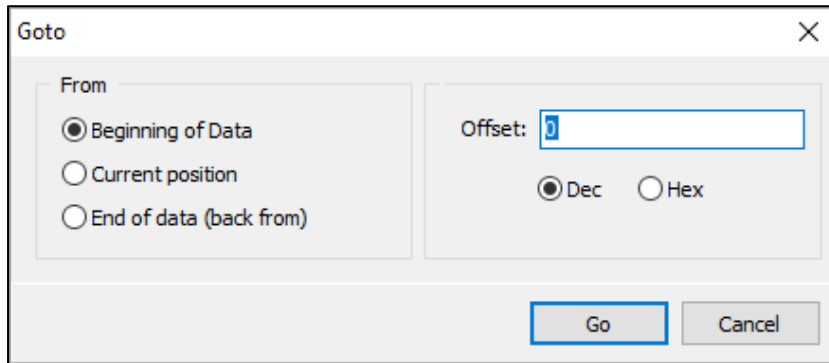 Goto
From
Beginning of Data
Current position
End of data (back from)
Offset: 0
Dec Hex
Go Cancel